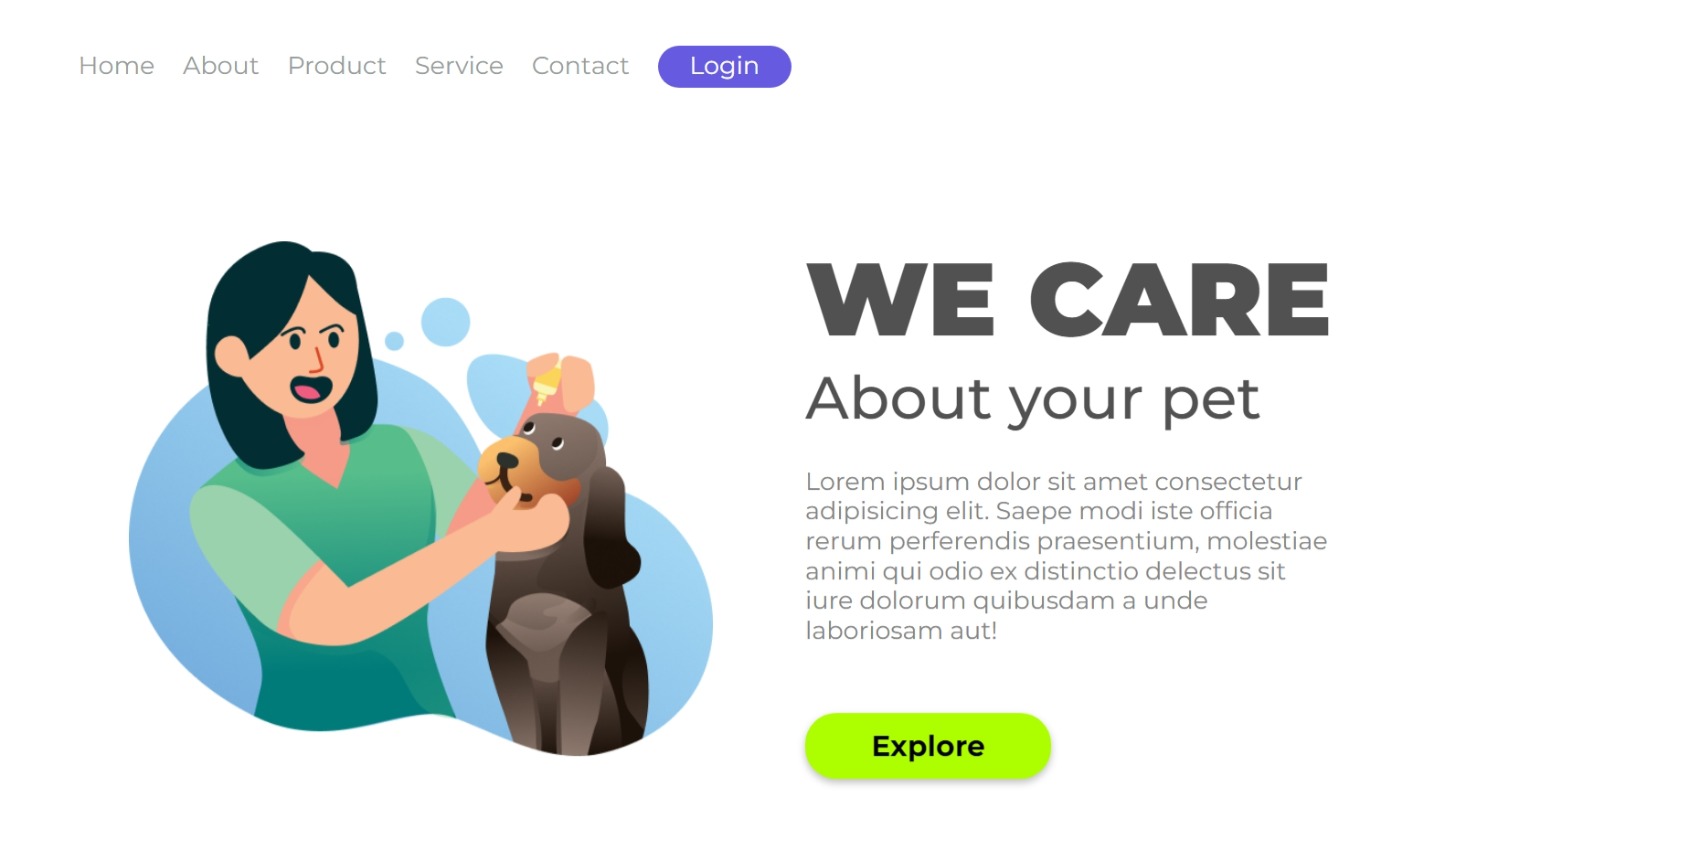 Home About Product Service Contact Login
WE CARE
About your pet
Lorem ipsum dolor sit amet consectetur
adipisicing elit. Saepe modi iste officia
rerum perferendis praesentium, molestiae
animi qui odio ex distinctio delectus sit
iure dolorum quibusdam a unde
laboriosam aut!
Explore